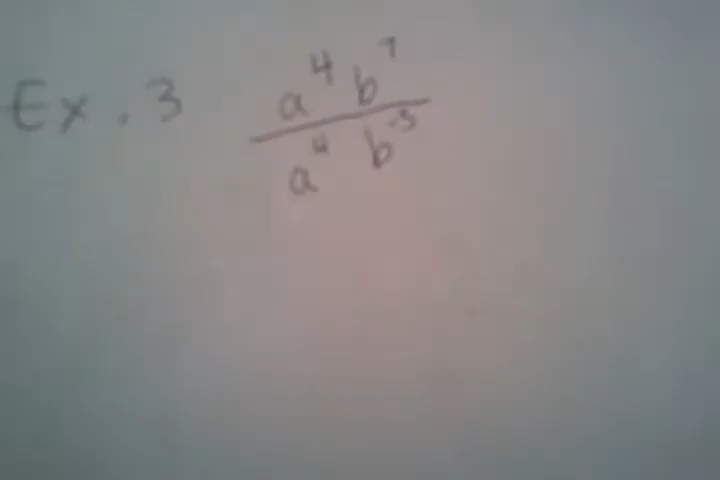 Ex. 3
a⁴ b⁷
a⁴ b⁻³